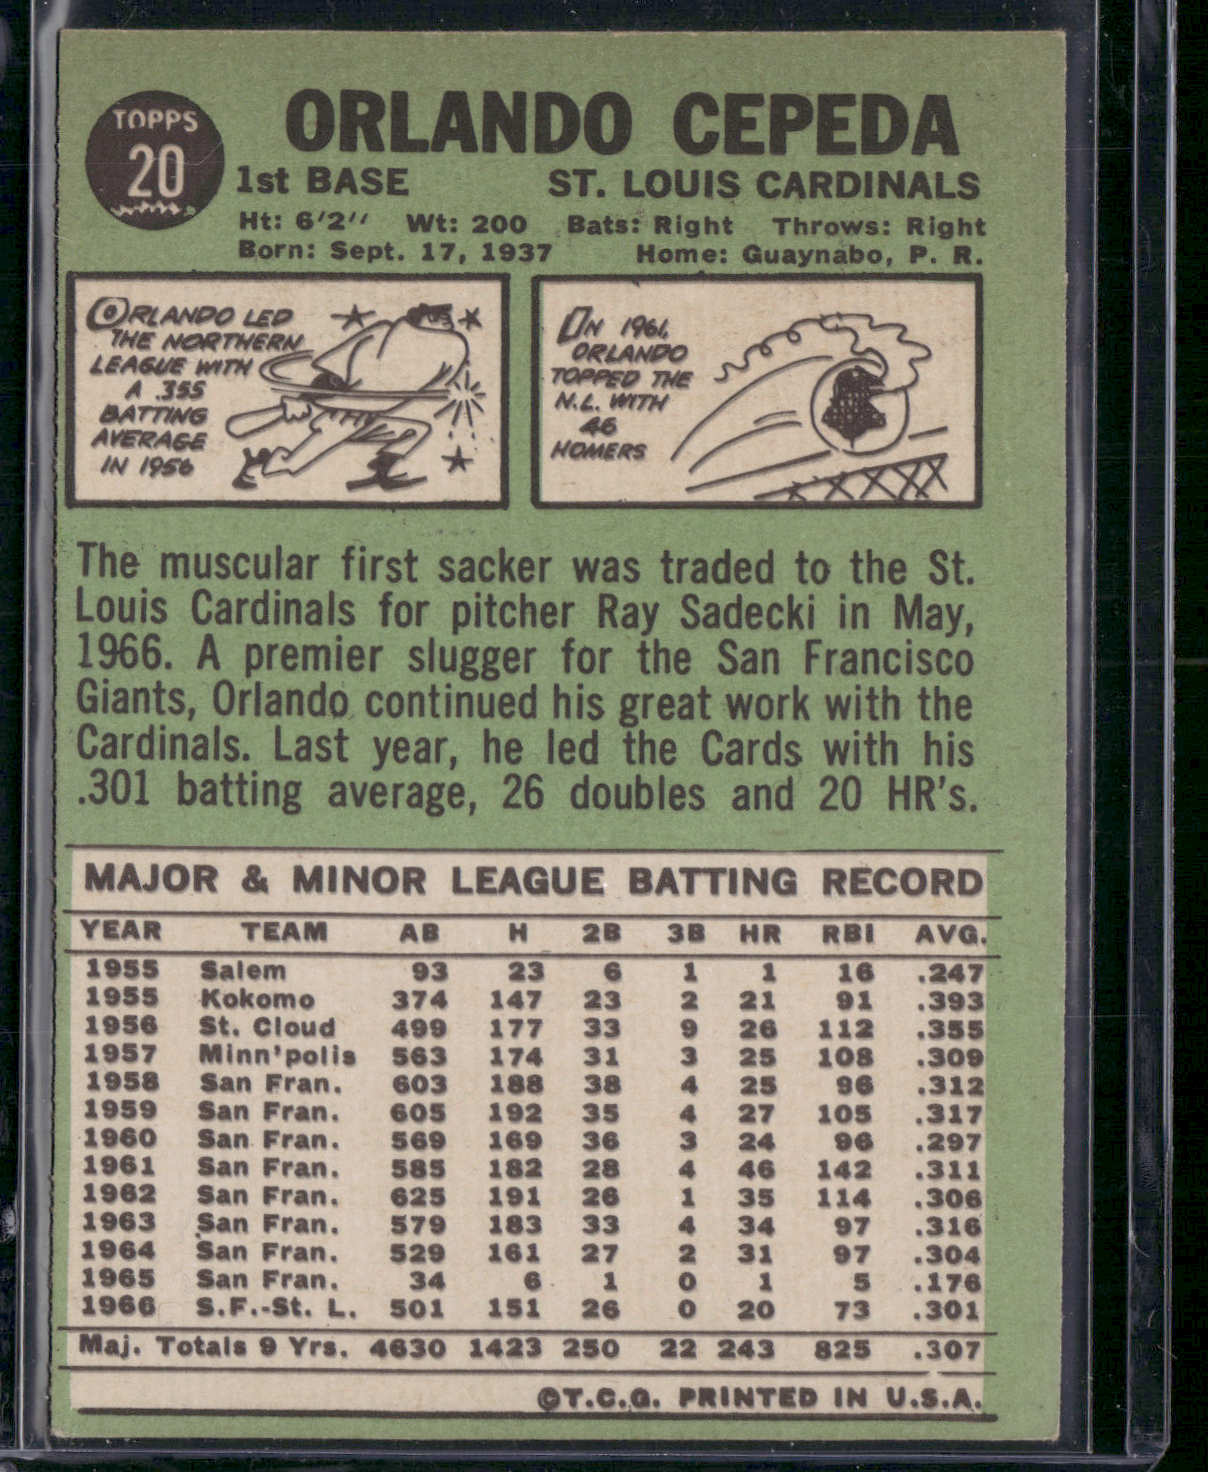 TOPPS
20
ORLANDO CEPEDA
1st BASE ST. LOUIS CARDINALS
Ht: 6'2'' Wt: 200 Bats: Right Throws: Right
Born: Sept. 17, 1937 Home: Guaynabo, P. R.
ORLANDO LED
THE NORTHERN
LEAGUE WITH
A .355
BATTING
AVERAGE
IN 1956
IN 1961,
ORLANDO
TOPPED THE
N.L. WITH
46
HOMERS
The muscular first sacker was traded to the St.
Louis Cardinals for pitcher Ray Sadecki in May,
1966. A premier slugger for the San Francisco
Giants, Orlando continued his great work with the
Cardinals. Last year, he led the Cards with his
.301 batting average, 26 doubles and 20 HR's.
MAJOR & MINOR LEAGUE BATTING RECORD
YEAR TEAM AB H 2B 3B HR RBI AVG.
1955 Salem 93 23 6 1 1 16 .247
1955 Kokomo 374 147 23 2 21 91 .393
1956 St. Cloud 499 177 33 9 26 112 .355
1957 Minn'polis 563 174 31 3 25 108 .309
1958 San Fran. 603 188 38 4 25 96 .312
1959 San Fran. 605 192 35 4 27 105 .317
1960 San Fran. 569 169 36 3 24 96 .297
1961 San Fran. 585 182 28 4 46 142 .311
1962 San Fran. 625 191 26 1 35 114 .306
1963 San Fran. 579 183 33 4 34 97 .316
1964 San Fran. 529 161 27 2 31 97 .304
1965 San Fran. 34 6 1 0 1 5 .176
1966 S.F.-St. L. 501 151 26 0 20 73 .301
Maj. Totals 9 Yrs. 4630 1423 250 22 243 825 .307
©T.C.G. PRINTED IN U.S.A.